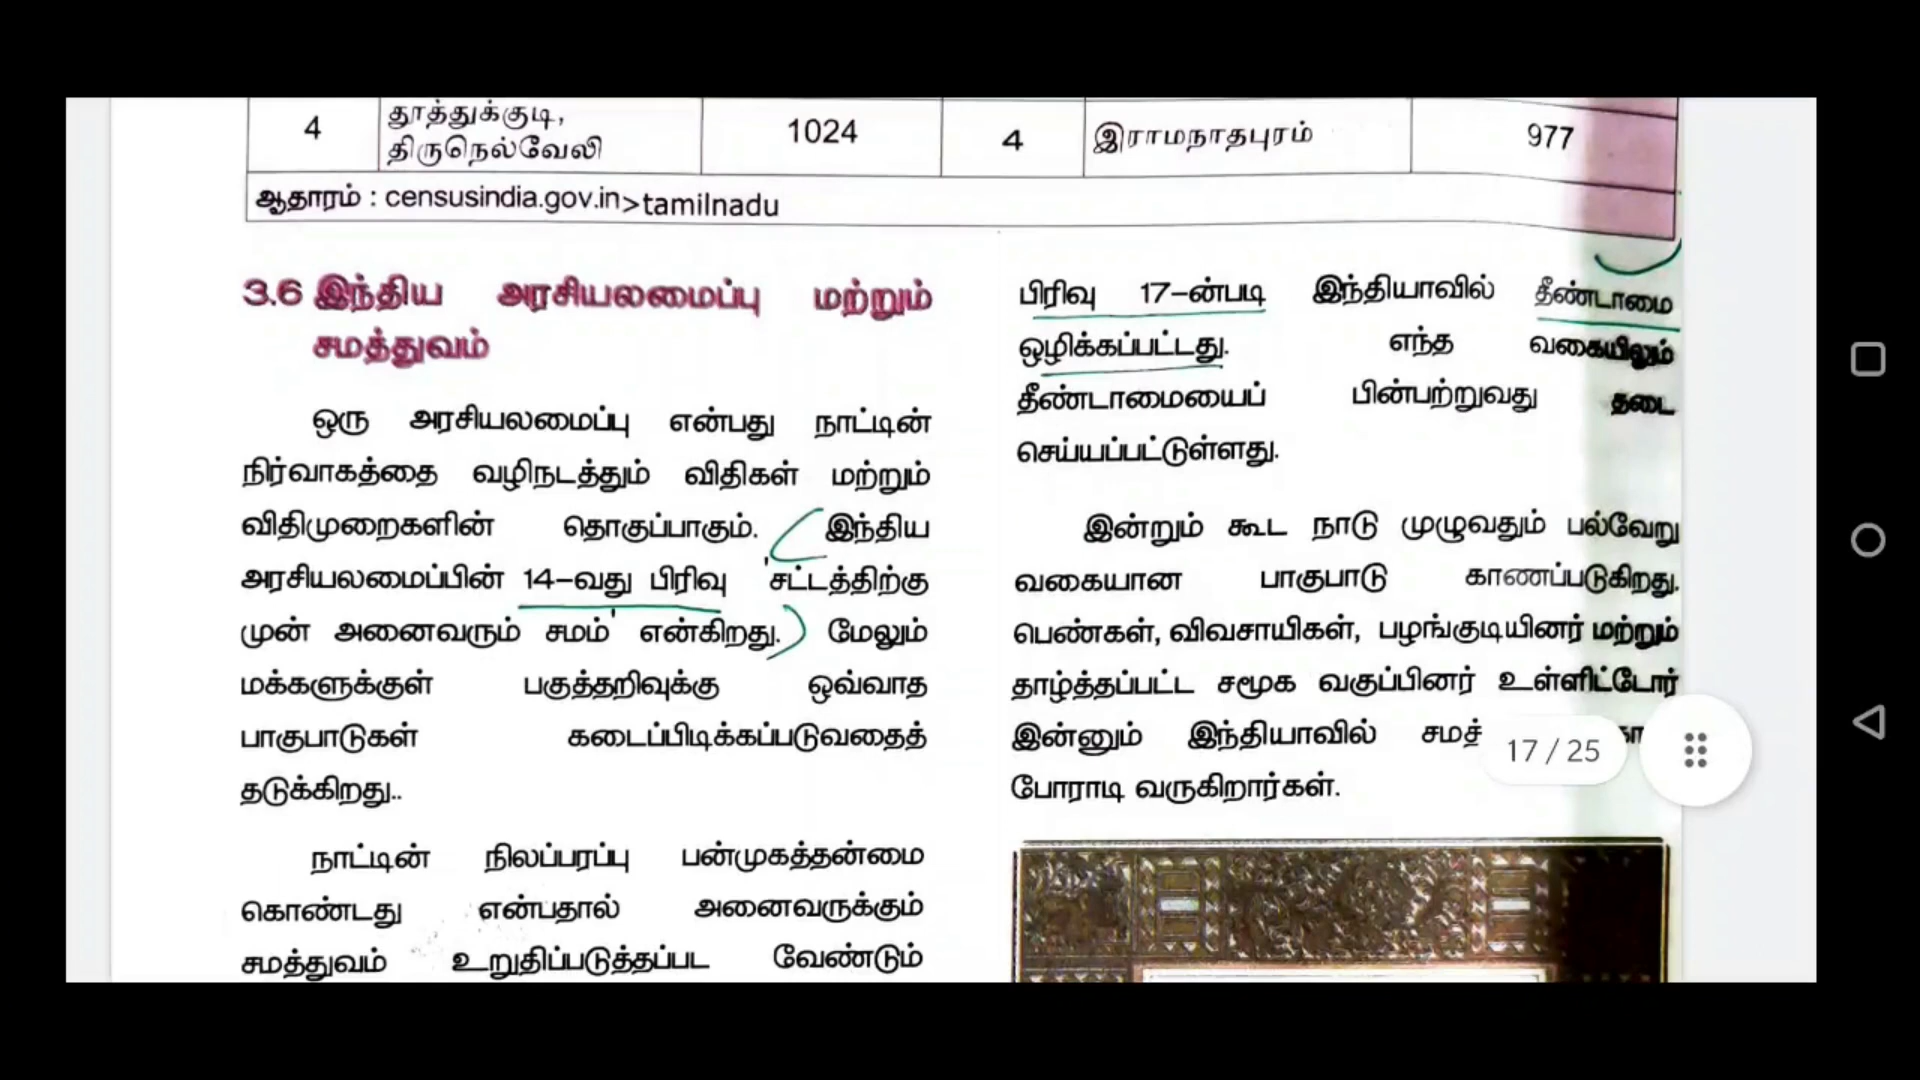 4 தூத்துக்குடி, திருநெல்வேலி 1024 4 இராமநாதபுரம் 977
ஆதாரம் : censusindia.gov.in>tamilnadu
3.6 இந்திய அரசியலமைப்பு மற்றும்
சமத்துவம்
ஒரு அரசியலமைப்பு என்பது நாட்டின்
நிர்வாகத்தை வழிநடத்தும் விதிகள் மற்றும்
விதிமுறைகளின் தொகுப்பாகும். இந்திய
அரசியலமைப்பின் 14-வது பிரிவு 'சட்டத்திற்கு
முன் அனைவரும் சமம்' என்கிறது. மேலும்
மக்களுக்குள் பகுத்தறிவுக்கு ஒவ்வாத
பாகுபாடுகள் கடைப்பிடிக்கப்படுவதைத்
தடுக்கிறது..
நாட்டின் நிலப்பரப்பு பன்முகத்தன்மை
கொண்டது என்பதால் அனைவருக்கும்
சமத்துவம் உறுதிப்படுத்தப்பட வேண்டும்
பிரிவு 17-ன்படி இந்தியாவில் தீண்டாமை
ஒழிக்கப்பட்டது. எந்த வகையிலும்
தீண்டாமையைப் பின்பற்றுவது தடை
செய்யப்பட்டுள்ளது.
இன்றும் கூட நாடு முழுவதும் பல்வேறு
வகையான பாகுபாடு காணப்படுகிறது.
பெண்கள், விவசாயிகள், பழங்குடியினர் மற்றும்
தாழ்த்தப்பட்ட சமூக வகுப்பினர் உள்ளிட்டோர்
இன்னும் இந்தியாவில்
போராடி வருகிறார்கள்.
17 / 25